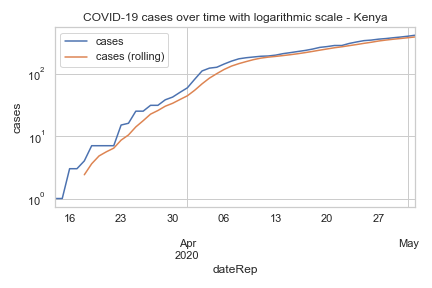 COVID-19 cases over time with logarithmic scale - Kenya
cases
cases (rolling)
cases
10²
10¹
10⁰
16 23 30 06 13 20 27
Apr May
2020
dateRep